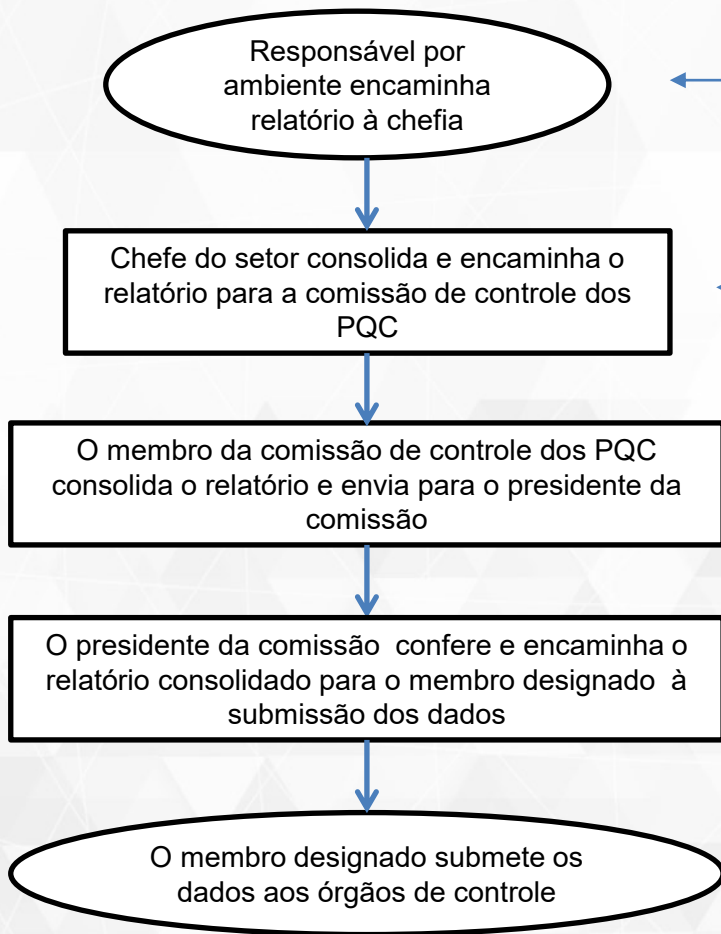 Responsável por
ambiente encaminha
relatório à chefia
Chefe do setor consolida e encaminha o
relatório para a comissão de controle dos
PQC
O membro da comissão de controle dos PQC
consolida o relatório e envia para o presidente da
comissão
O presidente da comissão confere e encaminha o
relatório consolidado para o membro designado à
submissão dos dados
O membro designado submete os
dados aos órgãos de controle